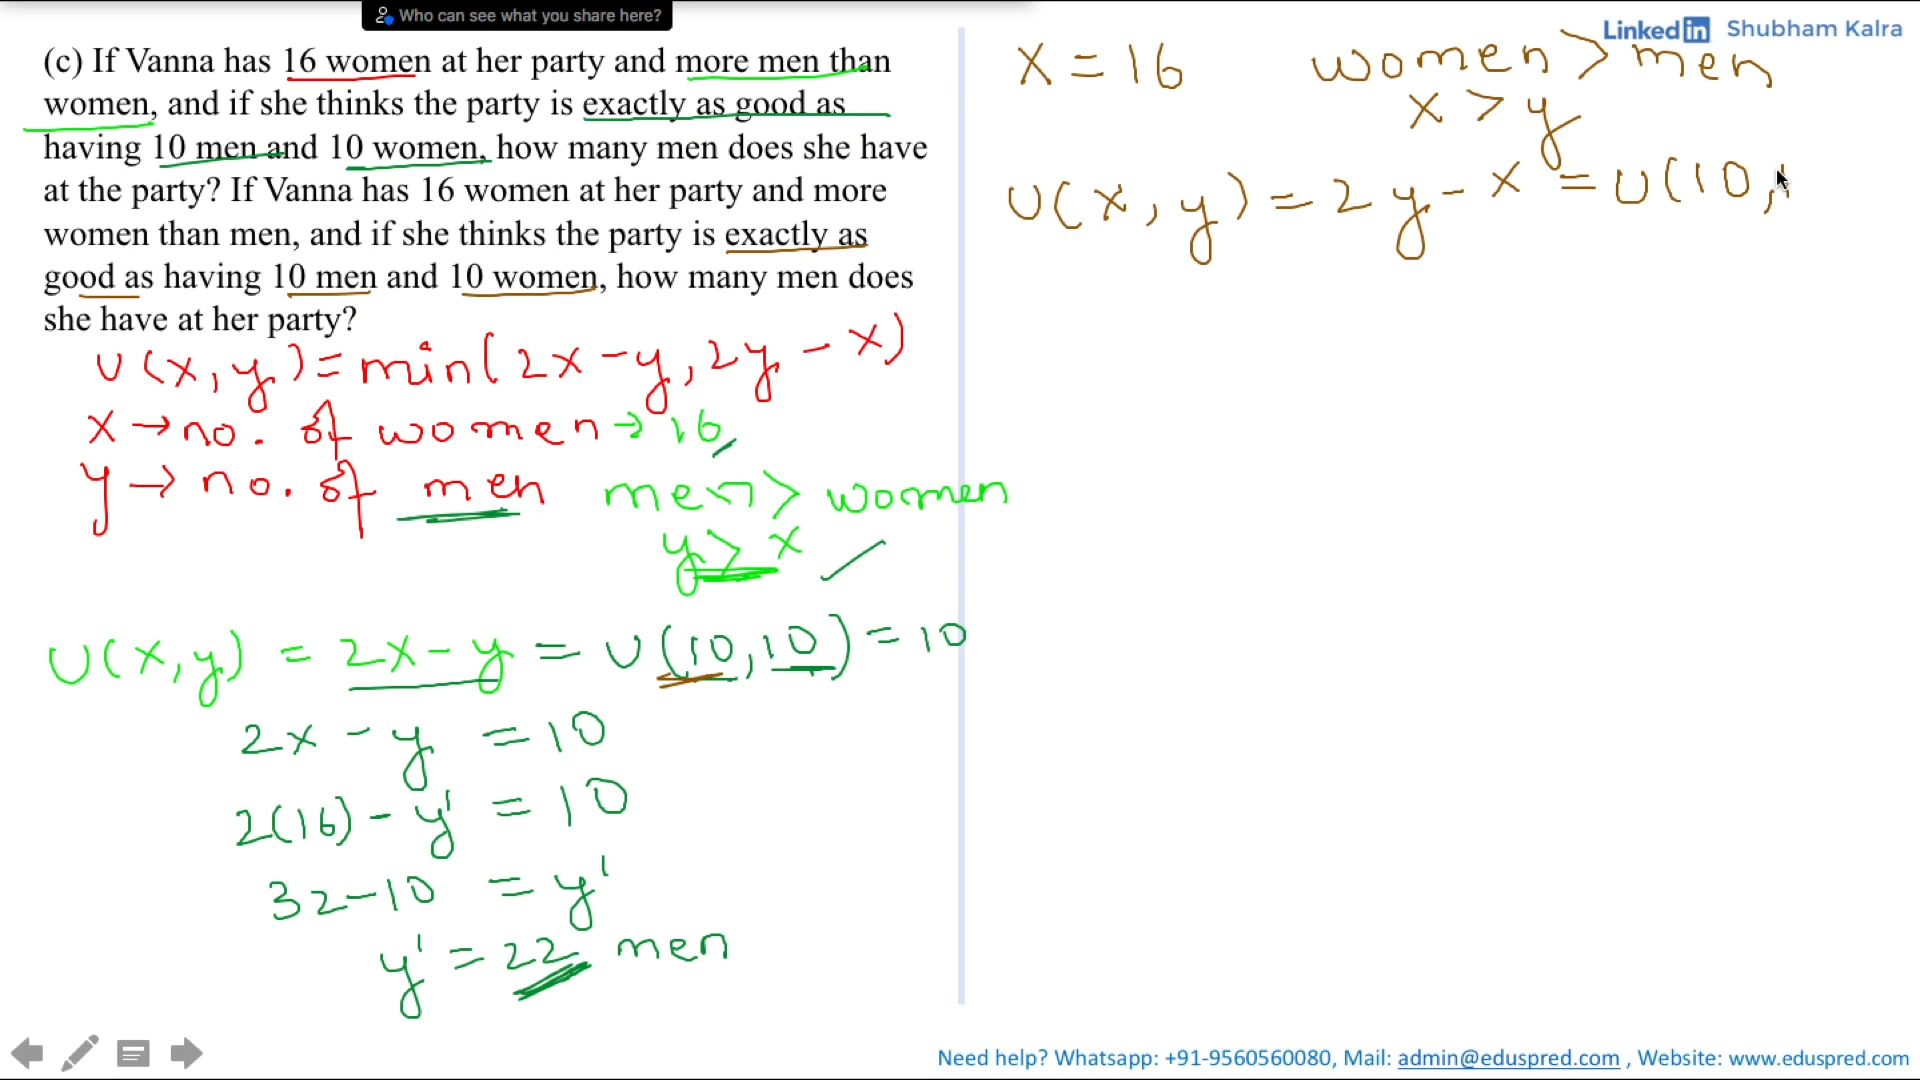 Who can see what you share here?
(c) If Vanna has 16 women at her party and more men than
women, and if she thinks the party is exactly as good as
having 10 men and 10 women, how many men does she have
at the party? If Vanna has 16 women at her party and more
women than men, and if she thinks the party is exactly as
good as having 10 men and 10 women, how many men does
she have at her party?
U(x,y)=min(2x-y,2y-x)
x→no. of women→16
y→no. of men men>women
y>x
U(x,y) = 2x-y = U(10,10)=10
2x-y = 10
2(16)-y' = 10
32-10 = y'
y' = 22 men
Linked in Shubham Kalra
x=16 women>men
x>y
U(x,y)=2y-x=U(10,
Need help? Whatsapp: +91-9560560080, Mail: admin@eduspred.com , Website: www.eduspred.com